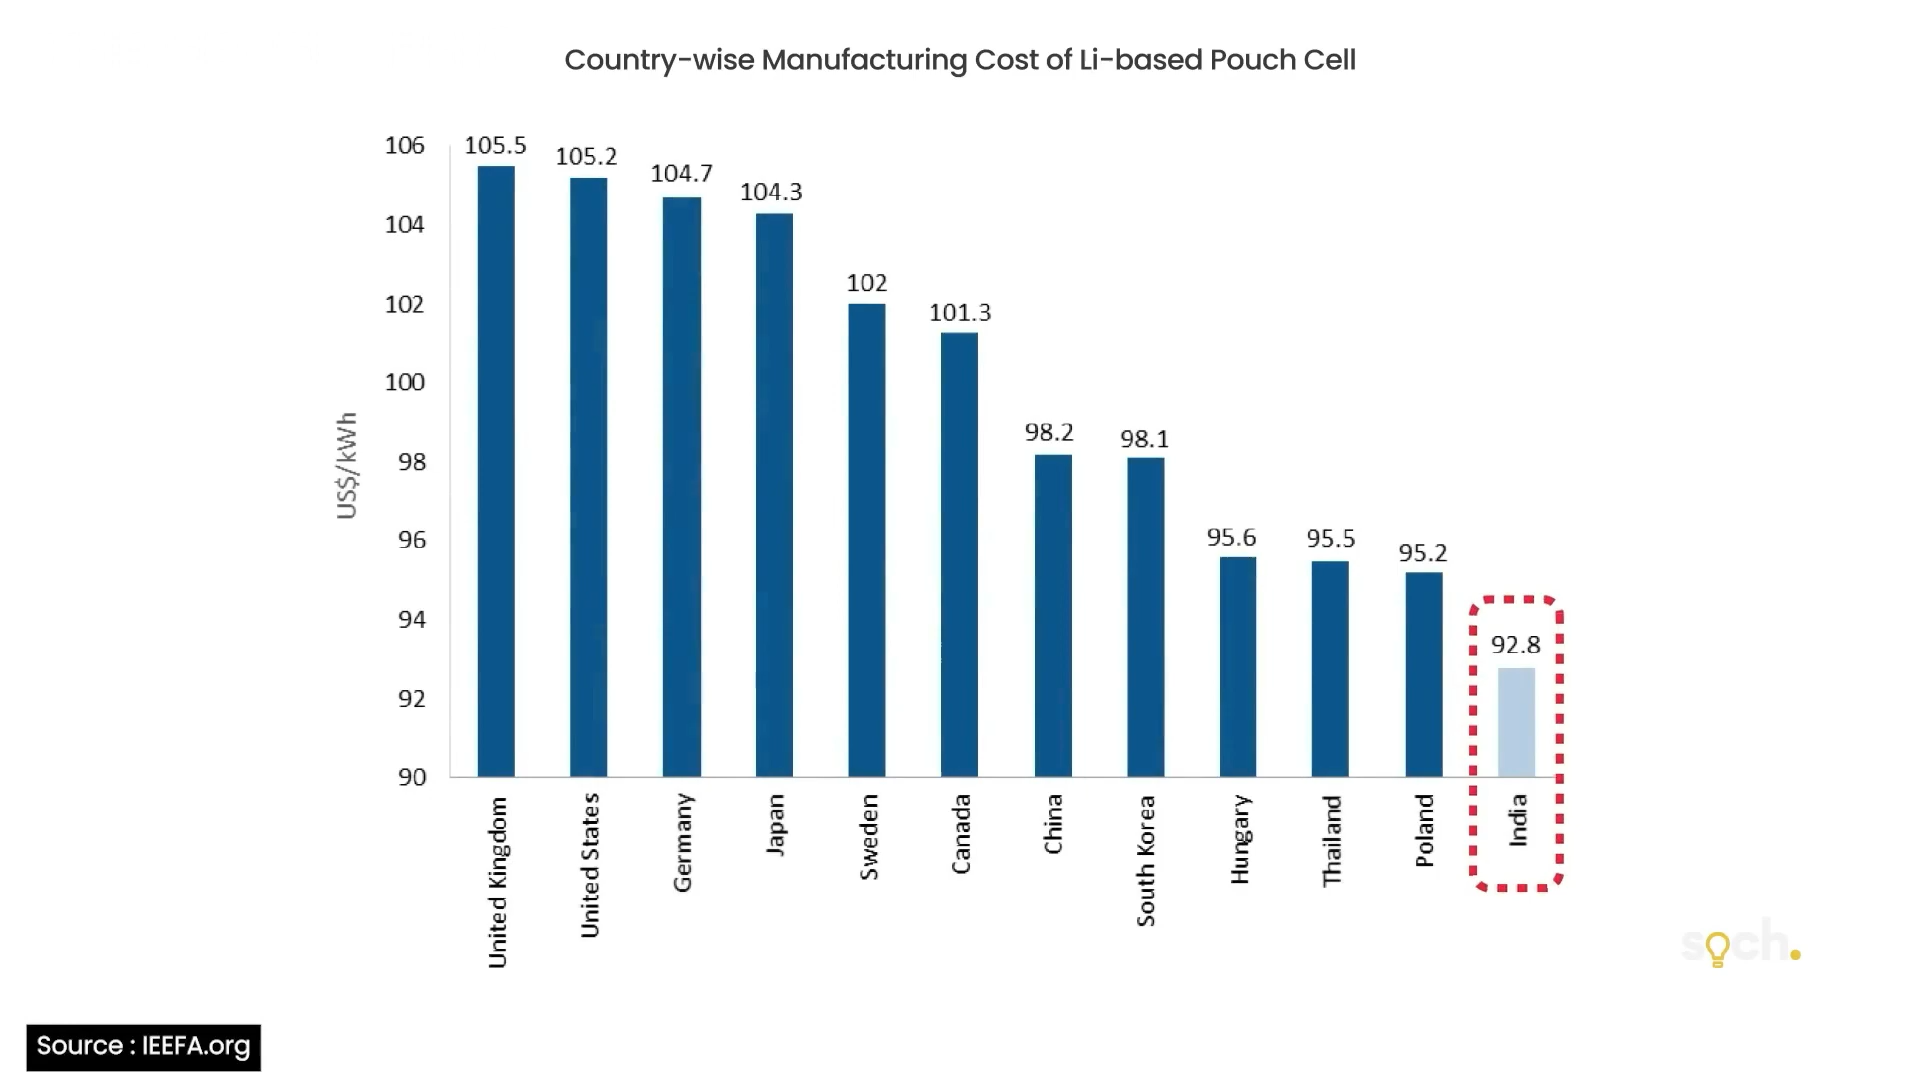 Country-wise Manufacturing Cost of Li-based Pouch Cell
US$/kWh
106
104
102
100
98
96
94
92
90
105.5
105.2
104.7
104.3
102
101.3
98.2
98.1
95.6
95.5
95.2
92.8
United Kingdom
United States
Germany
Japan
Sweden
Canada
China
South Korea
Hungary
Thailand
Poland
India
soch.
Source : IEEFA.org